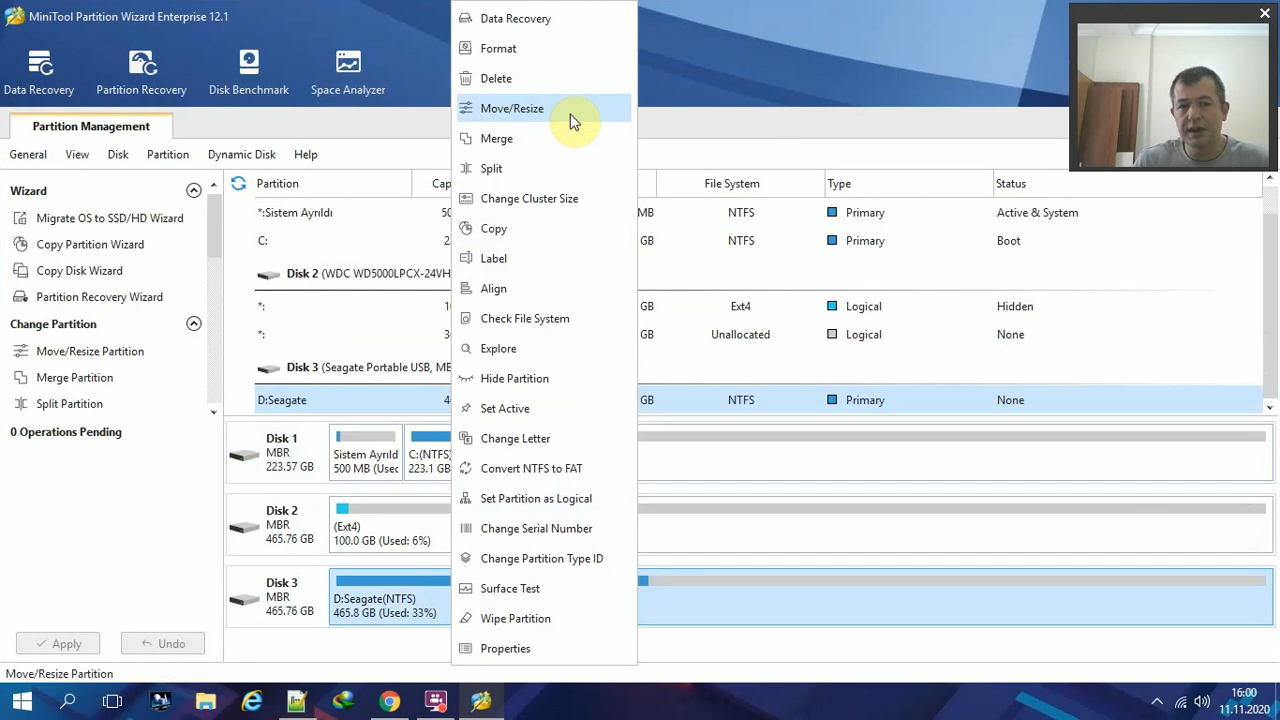 MiniTool Partition Wizard Enterprise 12.1
Data Recovery
Partition Recovery
Disk Benchmark
Space Analyzer
Partition Management
General
View
Disk
Partition
Dynamic Disk
Help
Wizard
Migrate OS to SSD/HD Wizard
Copy Partition Wizard
Copy Disk Wizard
Partition Recovery Wizard
Change Partition
Move/Resize Partition
Merge Partition
Split Partition
0 Operations Pending
Apply
Undo
Move/Resize Partition
Partition
File System
Type
Status
*:Sistem Ayrıldı
MB
NTFS
Primary
Active & System
C:
GB
NTFS
Primary
Boot
Disk 2 (WDC WD5000LPCX-24VH
*:
GB
Ext4
Logical
Hidden
*:
GB
Unallocated
Logical
None
Disk 3 (Seagate Portable USB, MB
D:Seagate
GB
NTFS
Primary
None
Data Recovery
Format
Delete
Move/Resize
Merge
Split
Change Cluster Size
Copy
Label
Align
Check File System
Explore
Hide Partition
Set Active
Change Letter
Convert NTFS to FAT
Set Partition as Logical
Change Serial Number
Change Partition Type ID
Surface Test
Wipe Partition
Properties
Disk 1
MBR
223.57 GB
Sistem Ayrıld
500 MB (Usec
C:(NTFS)
223.1 G
Disk 2
MBR
465.76 GB
(Ext4)
100.0 GB (Used: 6%)
Disk 3
MBR
465.76 GB
D:Seagate(NTFS)
465.8 GB (Used: 33%)
16:00
11.11.2020